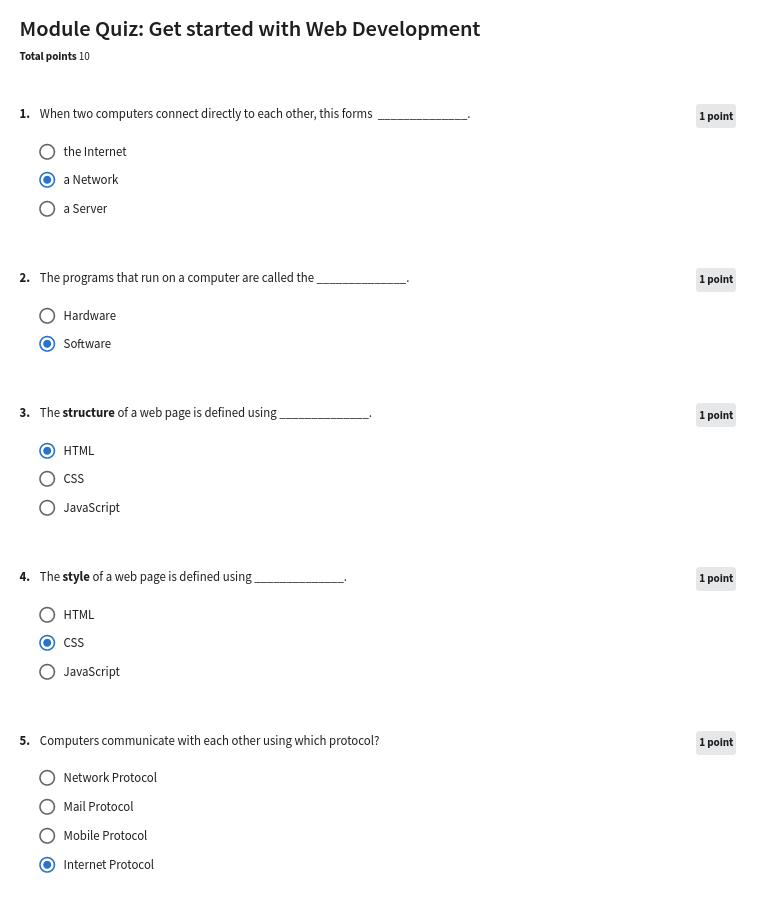 Module Quiz: Get started with Web Development
Total points 10
1. When two computers connect directly to each other, this forms ______________.
1 point
the Internet
a Network
a Server
2. The programs that run on a computer are called the ______________.
1 point
Hardware
Software
3. The structure of a web page is defined using ______________.
1 point
HTML
CSS
JavaScript
4. The style of a web page is defined using ______________.
1 point
HTML
CSS
JavaScript
5. Computers communicate with each other using which protocol?
1 point
Network Protocol
Mail Protocol
Mobile Protocol
Internet Protocol